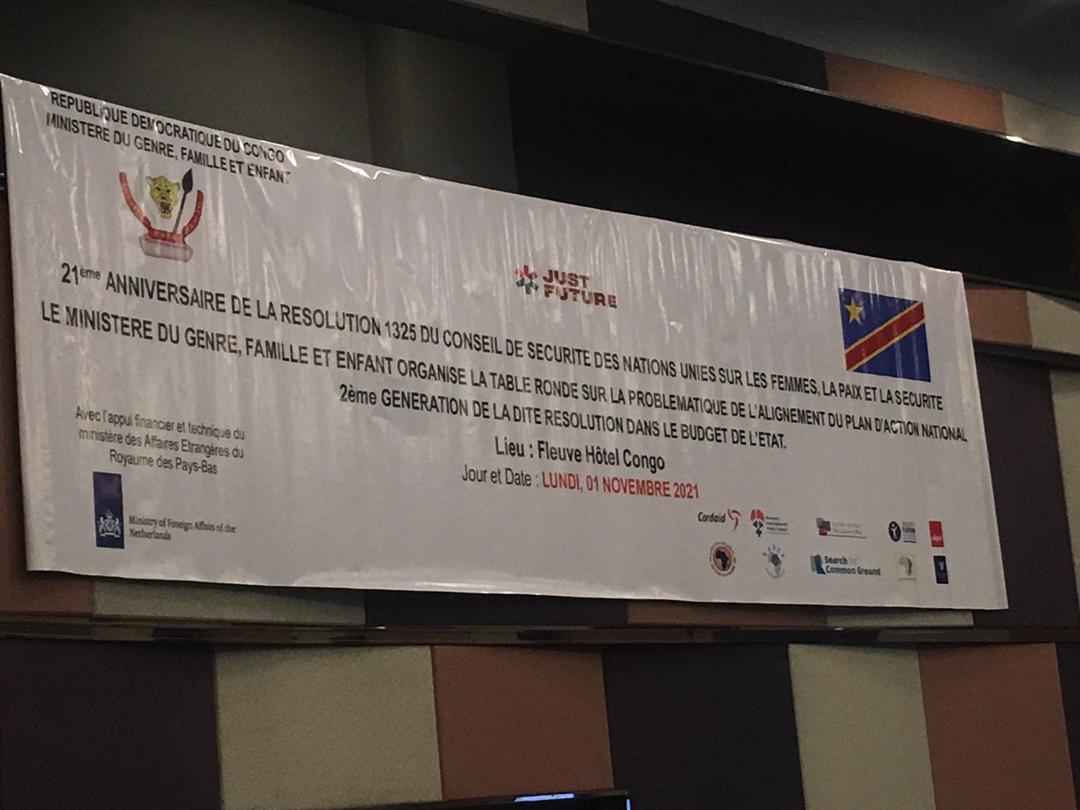 REPUBLIQUE DEMOCRATIQUE DU CONGO
MINISTERE DU GENRE, FAMILLE ET ENFANT
JUST
FUTURE
21ème ANNIVERSAIRE DE LA RESOLUTION 1325 DU CONSEIL DE SECURITE DES NATIONS UNIES SUR LES FEMMES, LA PAIX ET LA SECURITE
LE MINISTERE DU GENRE, FAMILLE ET ENFANT ORGANISE LA TABLE RONDE SUR LA PROBLEMATIQUE DE L'ALIGNEMENT DU PLAN D'ACTION NATIONAL
2ème GENERATION DE LA DITE RESOLUTION DANS LE BUDGET DE L'ETAT.
Lieu : Fleuve Hôtel Congo
Jour et Date : LUNDI, 01 NOVEMBRE 2021
Avec l'appui financier et technique du
ministère des Affaires Etrangères du
Royaume des Pays-Bas
Ministry of Foreign Affairs of the
Netherlands
Cordaid
Search for
Common Ground